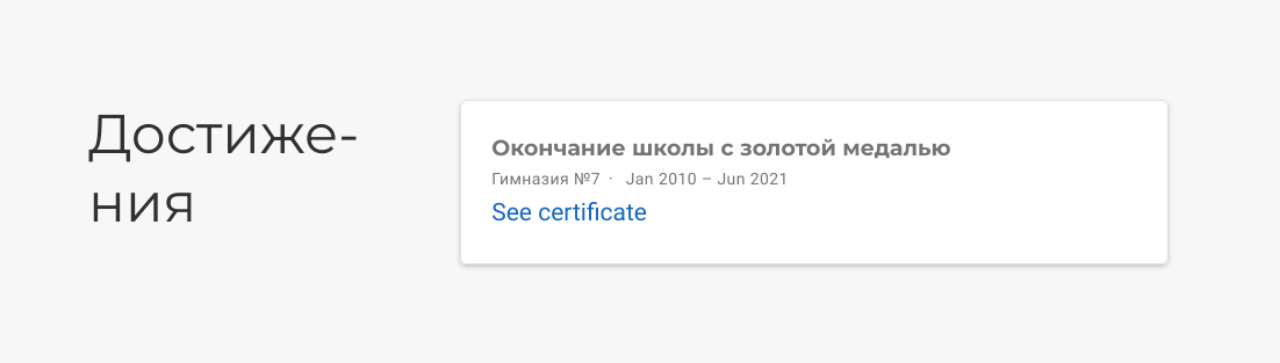 Достиже-
ния
Окончание школы с золотой медалью
Гимназия №7 · Jan 2010 – Jun 2021
See certificate